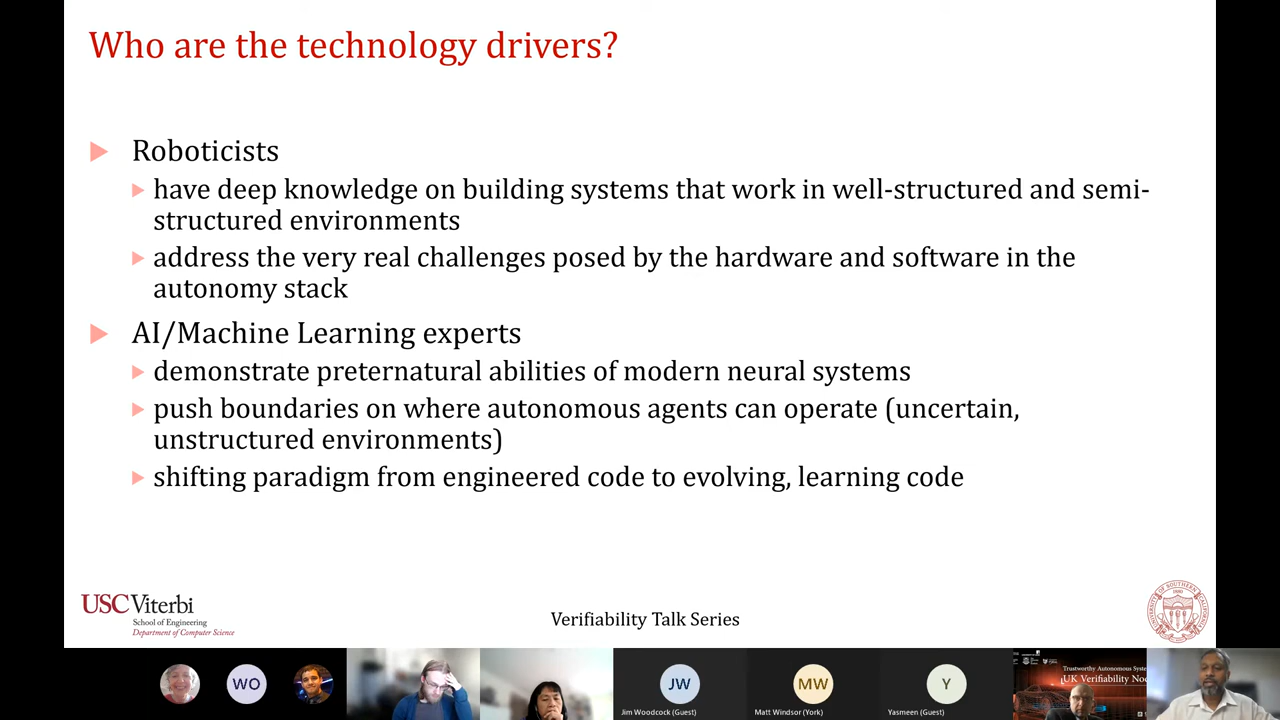 Who are the technology drivers?
Roboticists
have deep knowledge on building systems that work in well-structured and semi-
structured environments
address the very real challenges posed by the hardware and software in the
autonomy stack
AI/Machine Learning experts
demonstrate preternatural abilities of modern neural systems
push boundaries on where autonomous agents can operate (uncertain,
unstructured environments)
shifting paradigm from engineered code to evolving, learning code
USC Viterbi
School of Engineering
Department of Computer Science
Verifiability Talk Series
WO
JW
Jim Woodcock (Guest)
MW
Matt Windsor (York)
Y
Yasmeen (Guest)
Trustworthy Autonomous Syste
UK Verifiability No